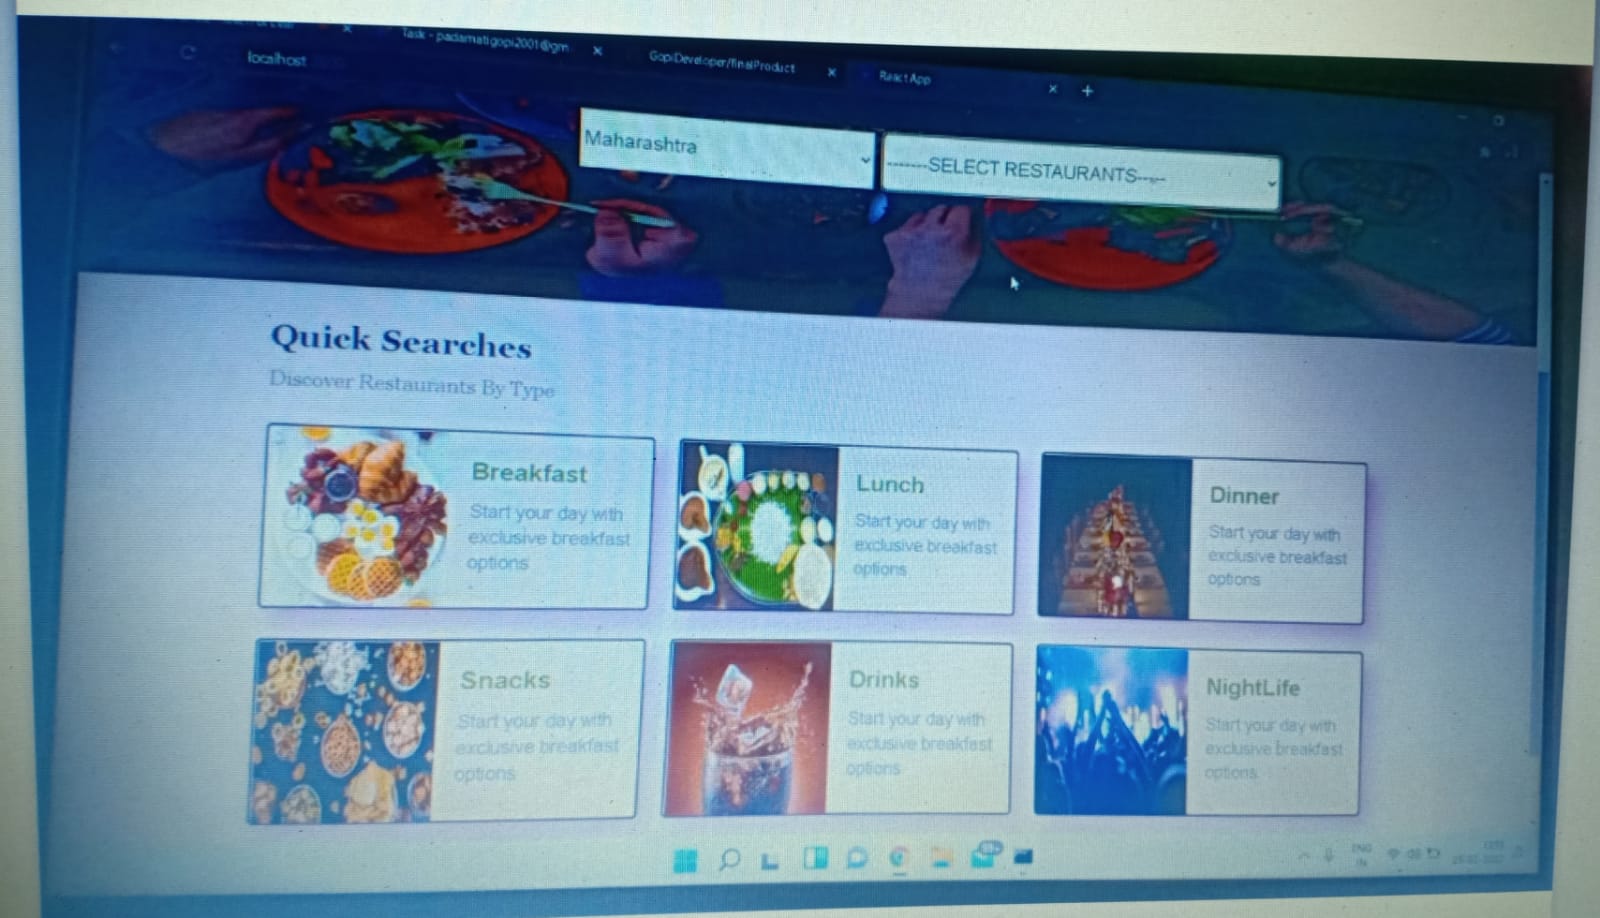 Task - padamatigopi2001@gm
GopiDeveloper/finalProduct
React App
localhost
Maharashtra
-------SELECT RESTAURANTS-----
Quick Searches
Discover Restaurants By Type
Breakfast
Start your day with
exclusive breakfast
options
Lunch
Start your day with
exclusive breakfast
options
Dinner
Start your day with
exclusive breakfast
options
Snacks
Start your day with
exclusive breakfast
options
Drinks
Start your day with
exclusive breakfast
options
NightLife
Start your day with
exclusive breakfast
options
ENG
IN